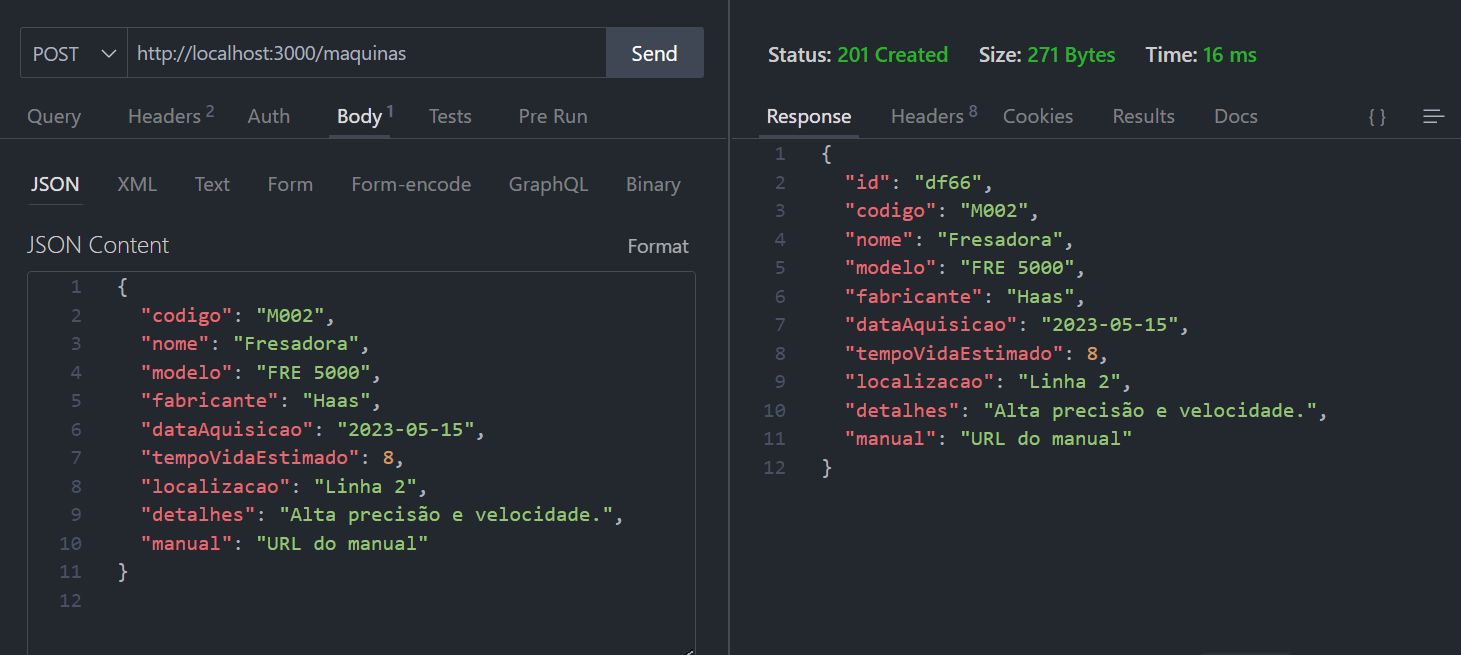 POST http://localhost:3000/maquinas Send
Query Headers 2 Auth Body 1 Tests Pre Run
JSON XML Text Form Form-encode GraphQL Binary
JSON Content Format
1 {
2 "codigo": "M002",
3 "nome": "Fresadora",
4 "modelo": "FRE 5000",
5 "fabricante": "Haas",
6 "dataAquisicao": "2023-05-15",
7 "tempoVidaEstimado": 8,
8 "localizacao": "Linha 2",
9 "detalhes": "Alta precisão e velocidade.",
10 "manual": "URL do manual"
11 }
12
Status: 201 Created Size: 271 Bytes Time: 16 ms
Response Headers 8 Cookies Results Docs { }
1 {
2 "id": "df66",
3 "codigo": "M002",
4 "nome": "Fresadora",
5 "modelo": "FRE 5000",
6 "fabricante": "Haas",
7 "dataAquisicao": "2023-05-15",
8 "tempoVidaEstimado": 8,
9 "localizacao": "Linha 2",
10 "detalhes": "Alta precisão e velocidade.",
11 "manual": "URL do manual"
12 }